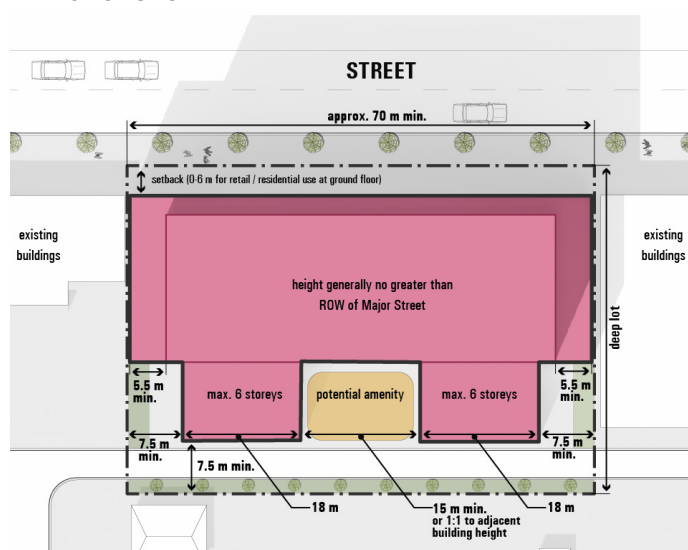 STREET
approx. 70 m min.
setback (0-6 m for retail / residential use at ground floor)
existing
buildings
existing
buildings
height generally no greater than
ROW of Major Street
deep lot
5.5 m
min.
max. 6 storeys
potential amenity
max. 6 storeys
5.5 m
min.
7.5 m
min.
7.5 m
min.
7.5 m min.
18 m
15 m min.
or 1:1 to adjacent
building height
18 m